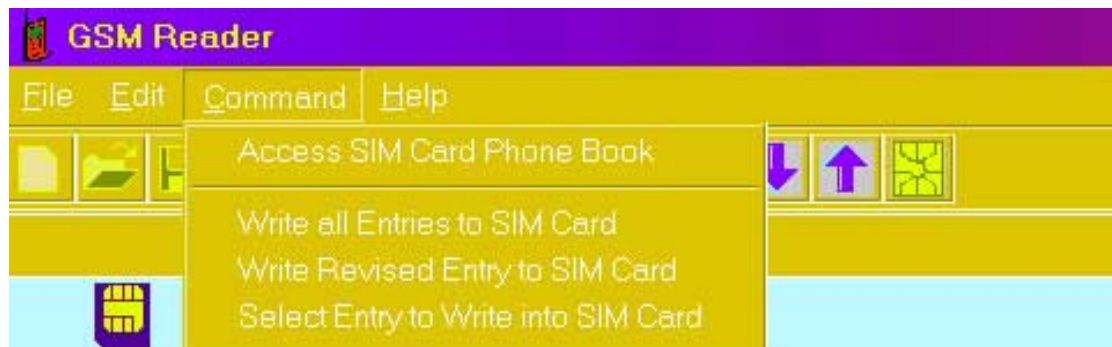 GSM Reader
File Edit Command Help
Access SIM Card Phone Book
Write all Entries to SIM Card
Write Revised Entry to SIM Card
Select Entry to Write into SIM Card